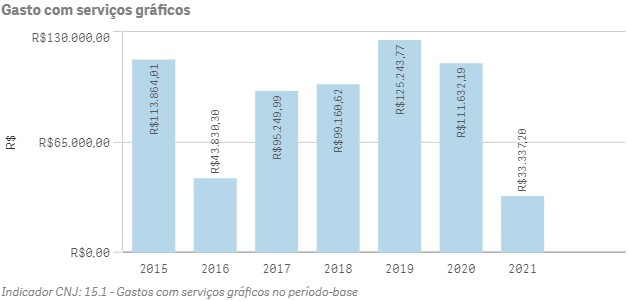 Gasto com serviços gráficos
R$130.000,00
R$65.000,00
R$0,00
R$
R$113.864,01
R$43.830,30
R$95.249,99
R$99.160,62
R$125.243,77
R$111.632,19
R$33.337,20
2015 2016 2017 2018 2019 2020 2021
Indicador CNJ: 15.1 - Gastos com serviços gráficos no período-base